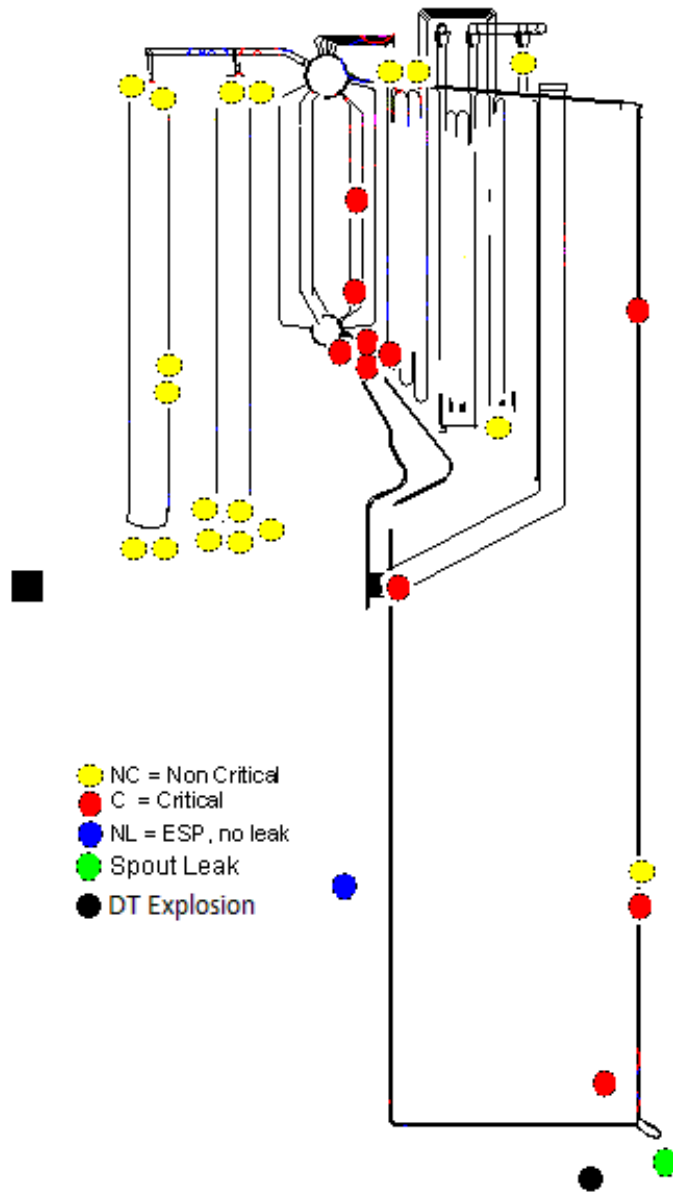 NC = Non Critical
C = Critical
NL = ESP, no leak
Spout Leak
DT Explosion